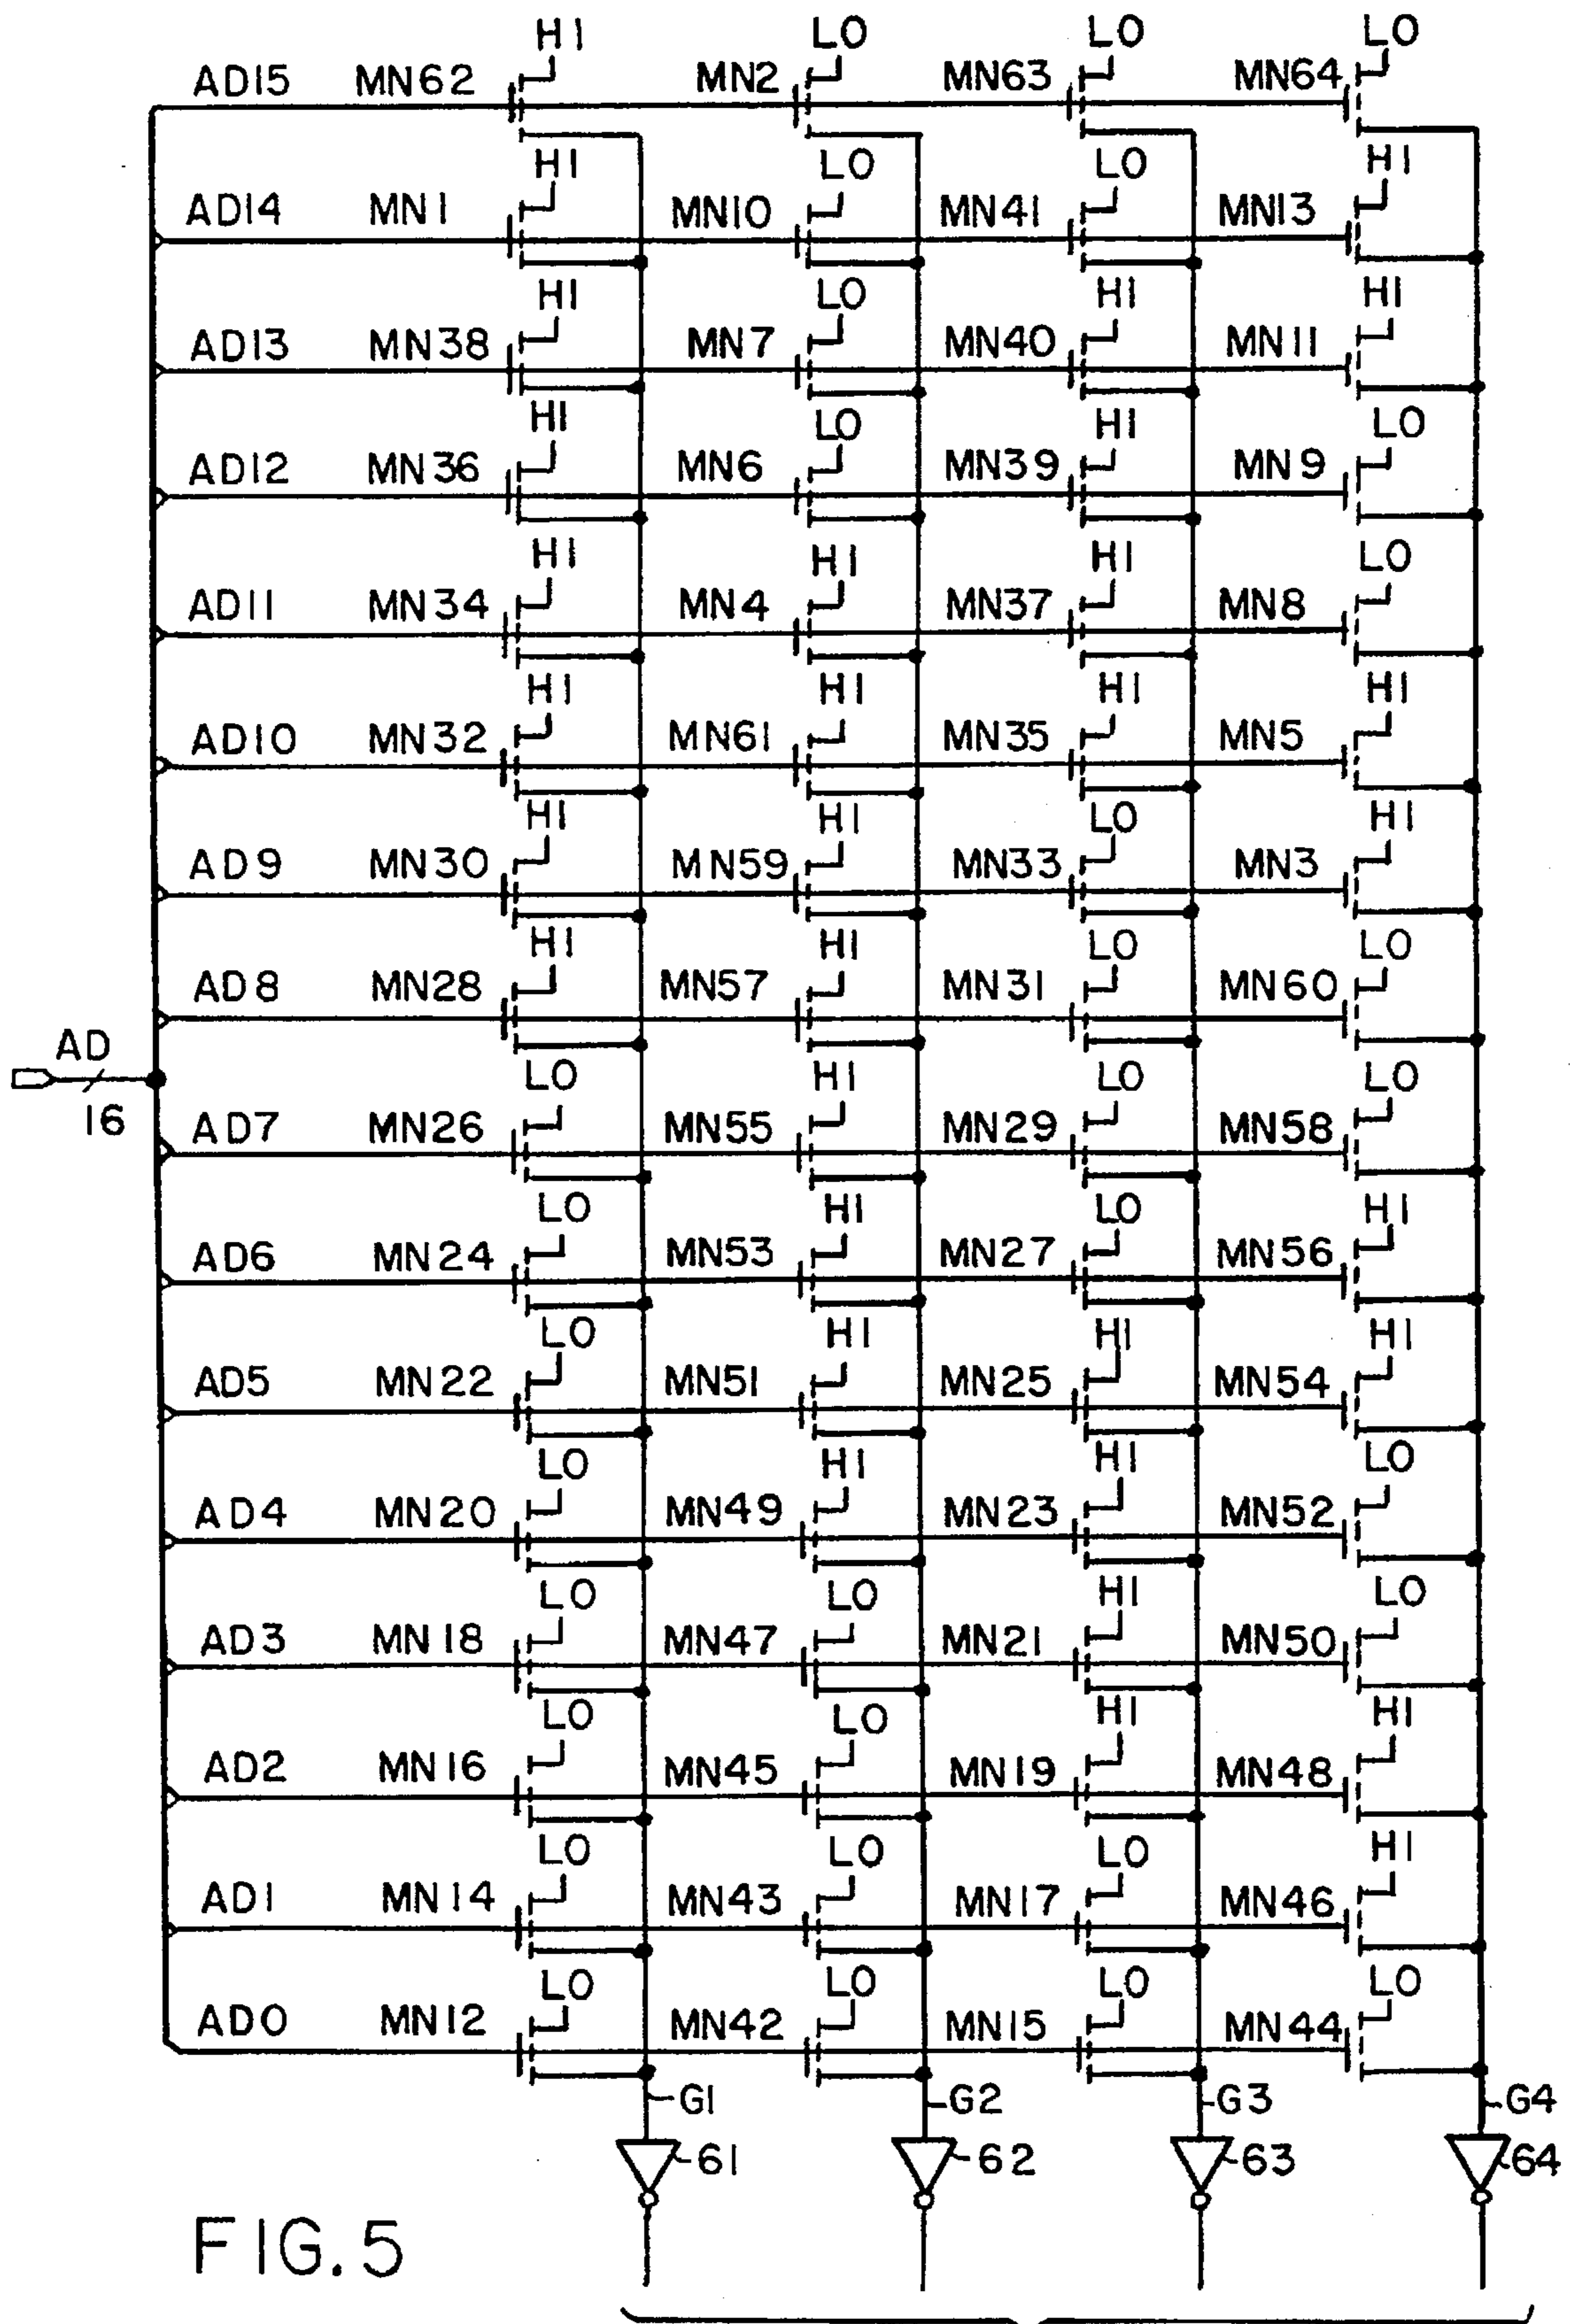 HI LO LO LO
AD15 MN62 MN2 MN63 MN64
HI LO LO HI
AD14 MN1 MN10 MN41 MN13
HI LO HI HI
AD13 MN38 MN7 MN40 MN11
HI LO HI LO
AD12 MN36 MN6 MN39 MN9
HI HI HI LO
AD11 MN34 MN4 MN37 MN8
HI HI HI HI
AD10 MN32 MN61 MN35 MN5
HI HI LO HI
AD9 MN30 MN59 MN33 MN3
HI HI LO LO
AD8 MN28 MN57 MN31 MN60
AD
16
LO HI LO LO
AD7 MN26 MN55 MN29 MN58
LO HI LO HI
AD6 MN24 MN53 MN27 MN56
LO HI HI HI
AD5 MN22 MN51 MN25 MN54
LO HI HI LO
AD4 MN20 MN49 MN23 MN52
LO LO HI LO
AD3 MN18 MN47 MN21 MN50
LO LO HI HI
AD2 MN16 MN45 MN19 MN48
LO LO LO HI
AD1 MN14 MN43 MN17 MN46
LO LO LO LO
AD0 MN12 MN42 MN15 MN44
G1 G2 G3 G4
61 62 63 64
FIG. 5